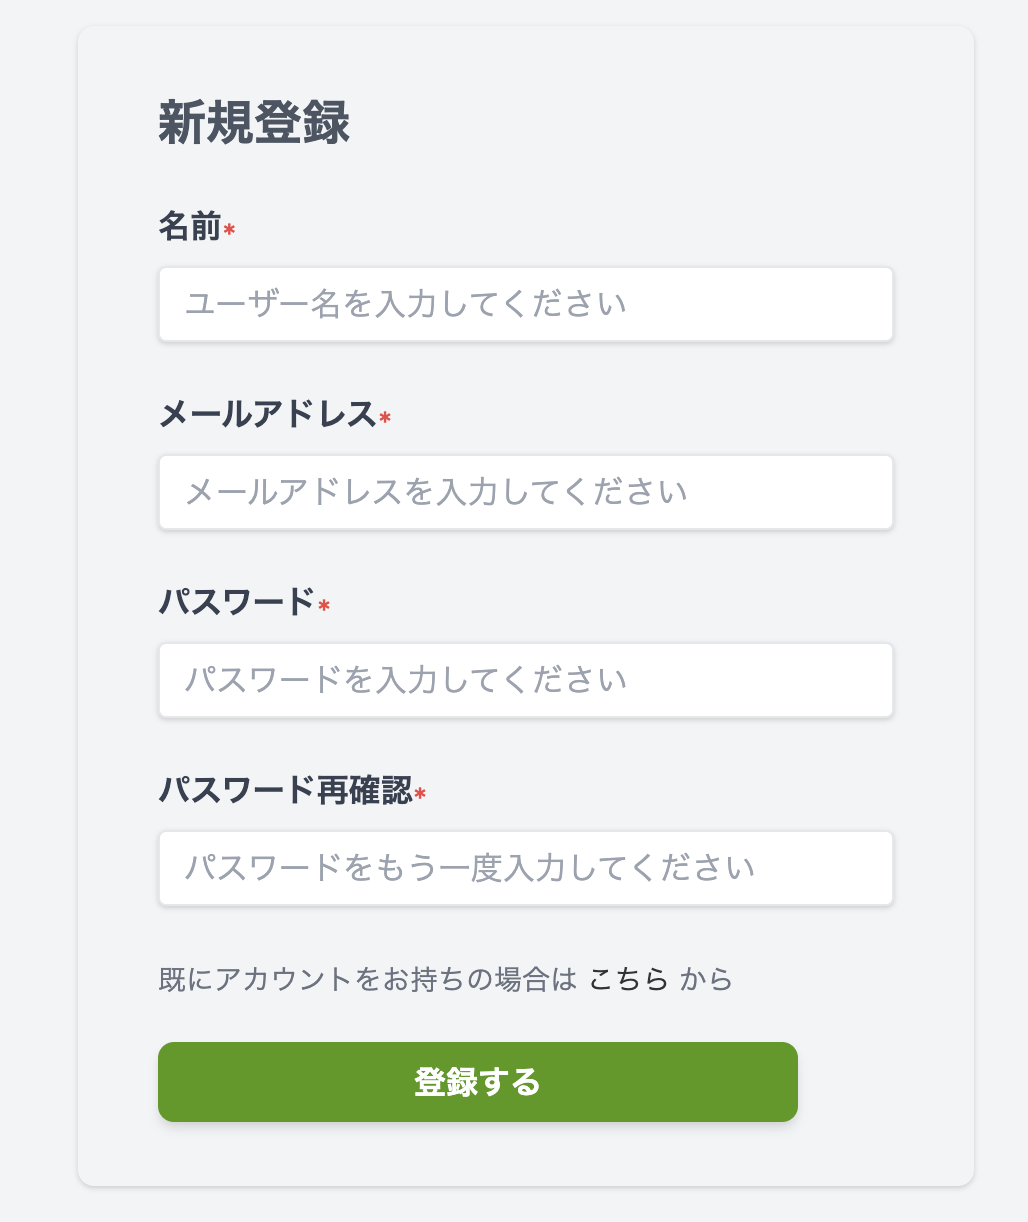 新規登録
名前*
ユーザー名を入力してください
メールアドレス*
メールアドレスを入力してください
パスワード*
パスワードを入力してください
パスワード再確認*
パスワードをもう一度入力してください
既にアカウントをお持ちの場合は こちら から
登録する